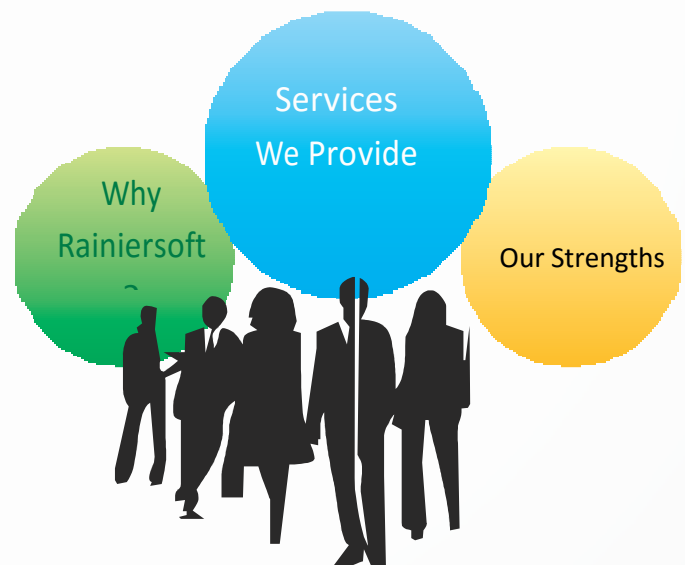 Services
We Provide
Why
Rainiersoft
?
Our Strengths